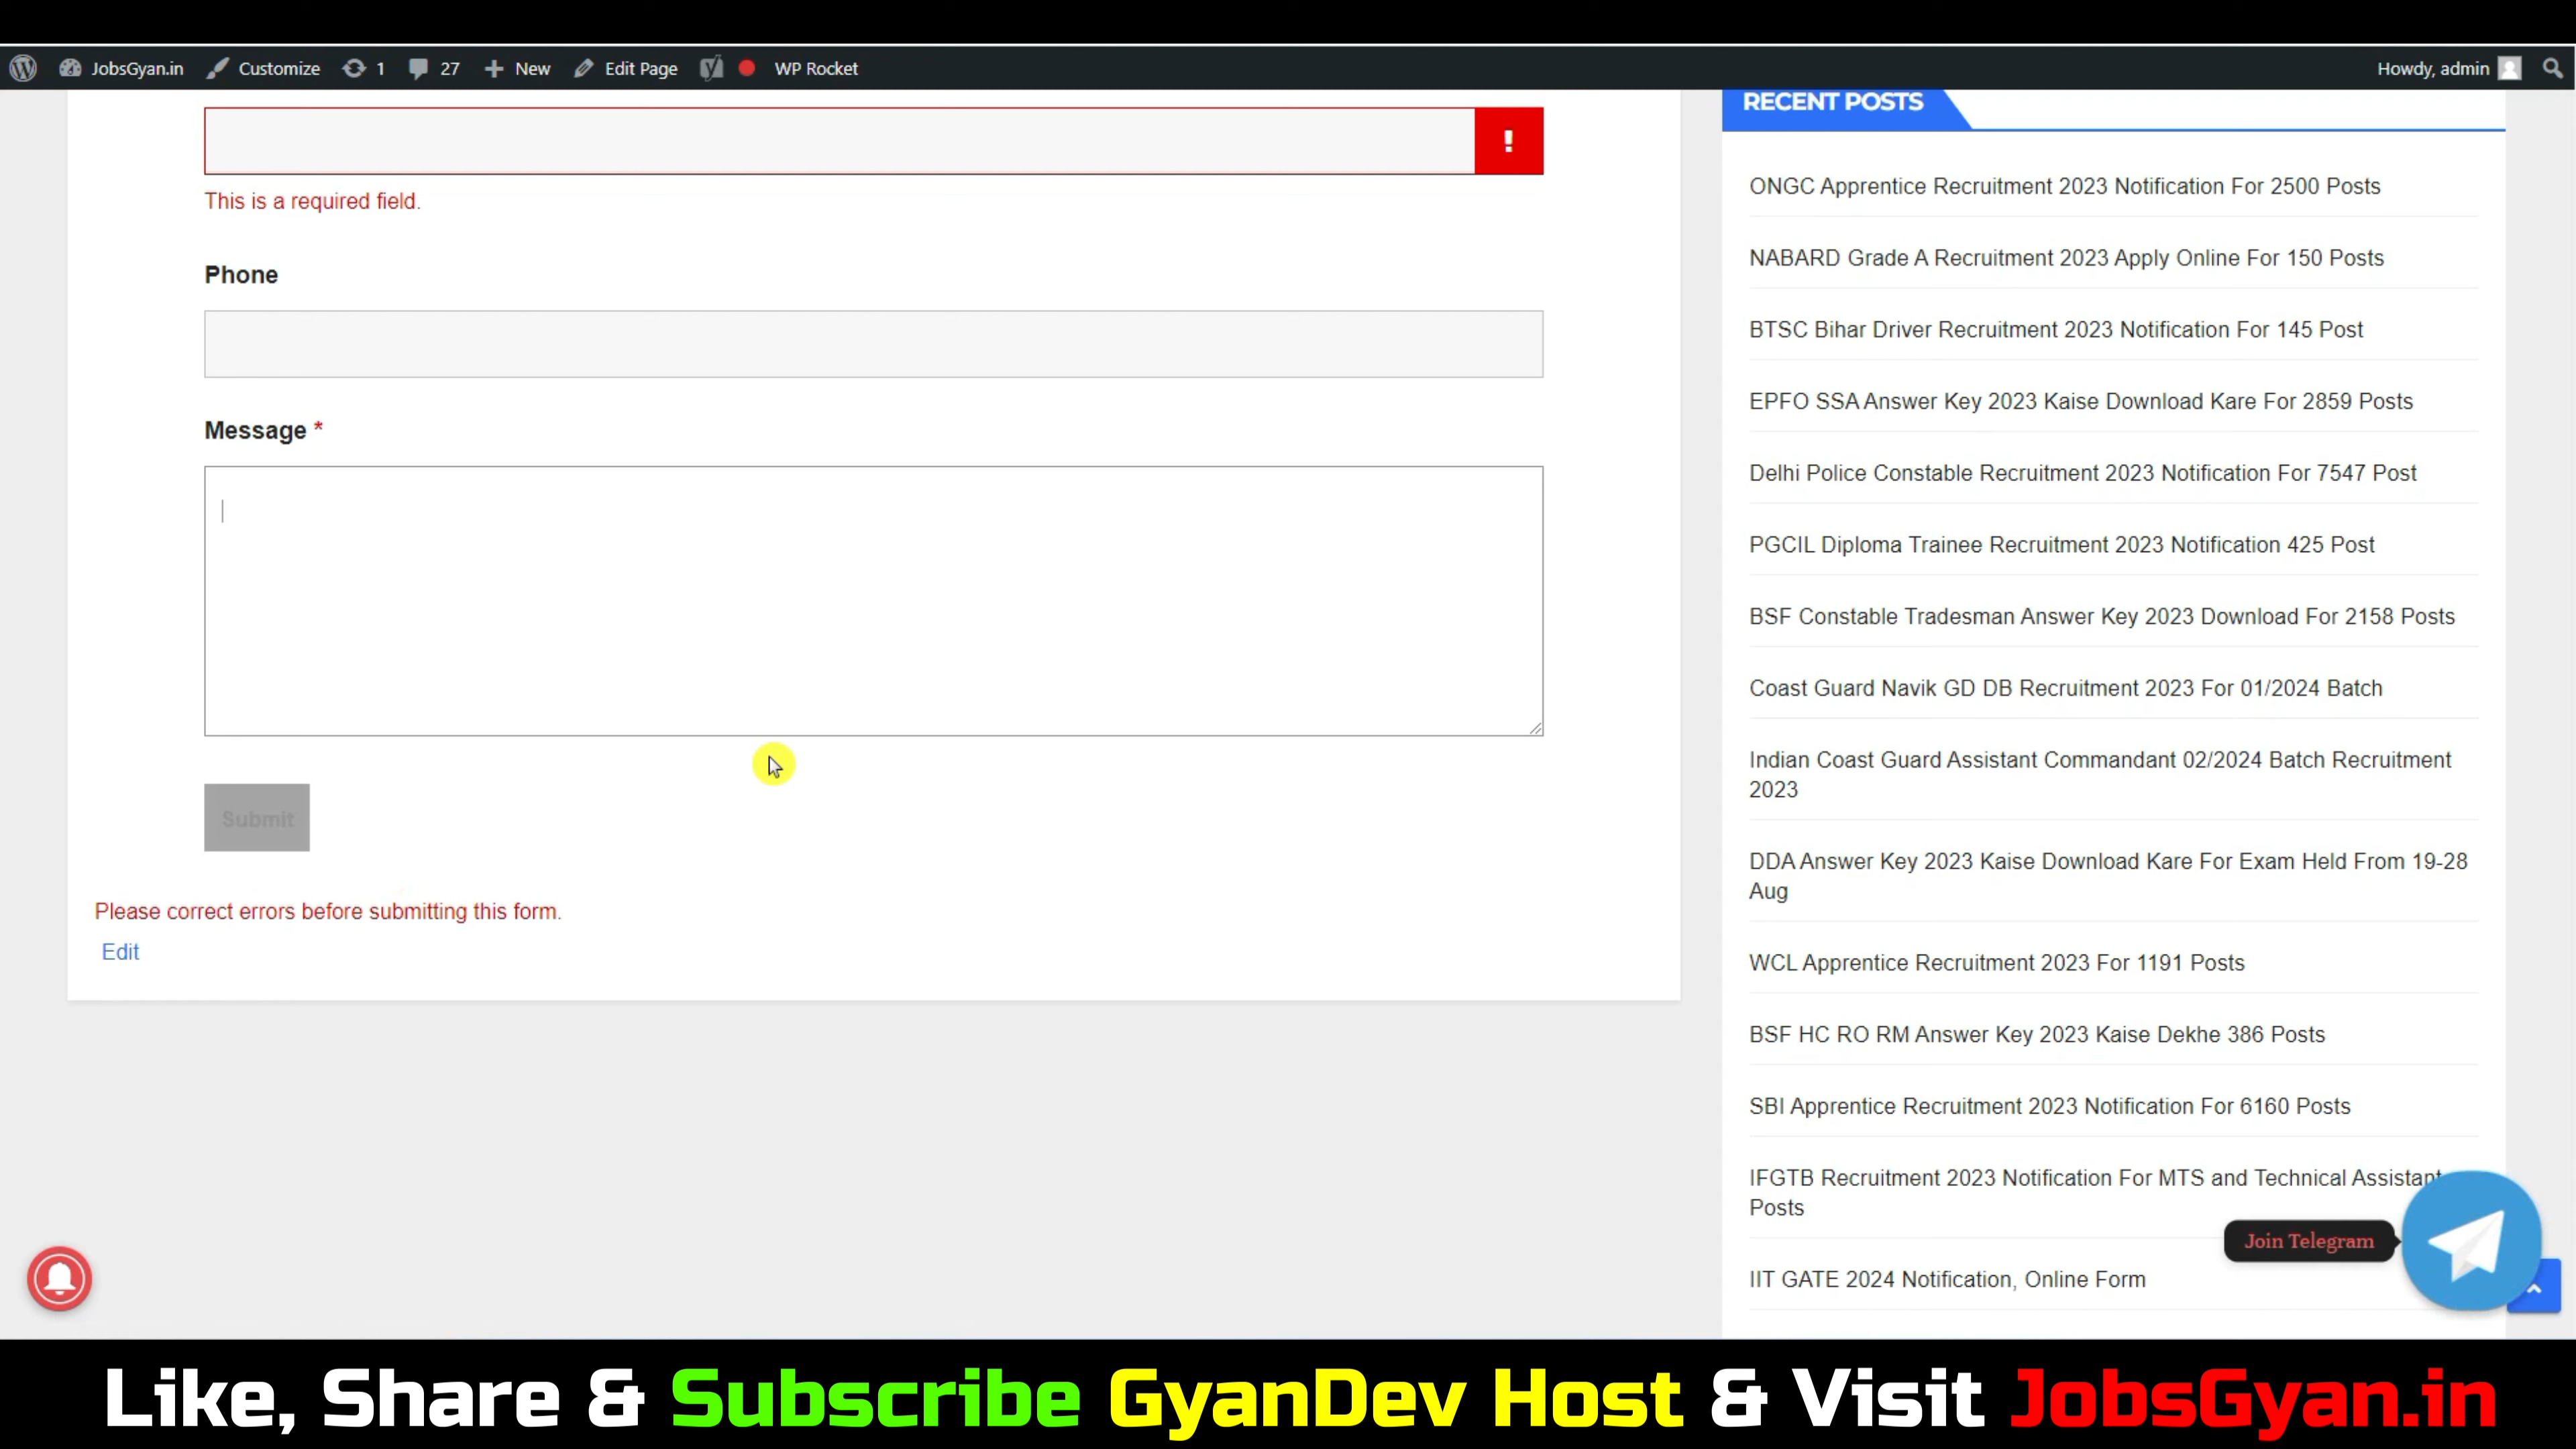 JobsGyan.in Customize 1 27 New Edit Page WP Rocket Howdy, admin
!
This is a required field.
Phone
Message *
Submit
Please correct errors before submitting this form.
Edit
RECENT POSTS
ONGC Apprentice Recruitment 2023 Notification For 2500 Posts
NABARD Grade A Recruitment 2023 Apply Online For 150 Posts
BTSC Bihar Driver Recruitment 2023 Notification For 145 Post
EPFO SSA Answer Key 2023 Kaise Download Kare For 2859 Posts
Delhi Police Constable Recruitment 2023 Notification For 7547 Post
PGCIL Diploma Trainee Recruitment 2023 Notification 425 Post
BSF Constable Tradesman Answer Key 2023 Download For 2158 Posts
Coast Guard Navik GD DB Recruitment 2023 For 01/2024 Batch
Indian Coast Guard Assistant Commandant 02/2024 Batch Recruitment
2023
DDA Answer Key 2023 Kaise Download Kare For Exam Held From 19-28
Aug
WCL Apprentice Recruitment 2023 For 1191 Posts
BSF HC RO RM Answer Key 2023 Kaise Dekhe 386 Posts
SBI Apprentice Recruitment 2023 Notification For 6160 Posts
IFGTB Recruitment 2023 Notification For MTS and Technical Assistant
Posts
Join Telegram
IIT GATE 2024 Notification, Online Form
Like, Share & Subscribe GyanDev Host & Visit JobsGyan.in